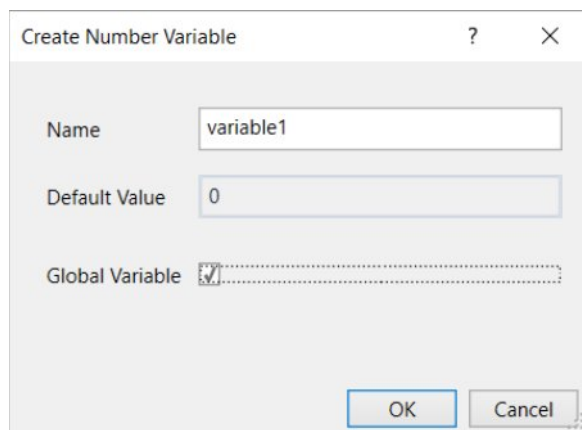 Create Number Variable ?
Name variable1
Default Value 0
Global Variable
OK Cancel